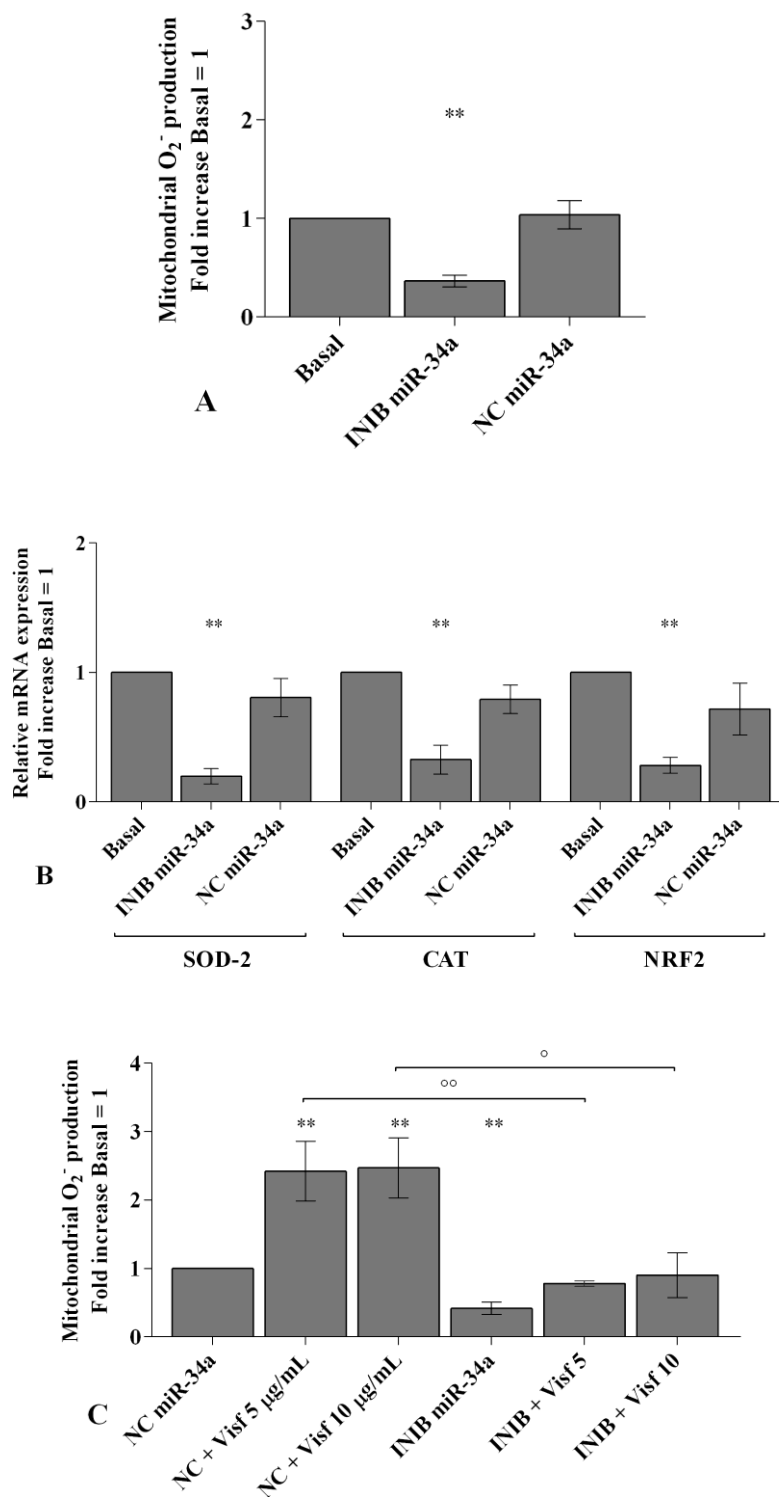 Mitochondrial O₂⁻ production
Fold increase Basal = 1
3
2
1
0
**
Basal
INIB miR-34a
NC miR-34a
A
Relative mRNA expression
Fold increase Basal = 1
2
1
0
**
**
**
Basal
INIB miR-34a
NC miR-34a
Basal
INIB miR-34a
NC miR-34a
Basal
INIB miR-34a
NC miR-34a
B
SOD-2
CAT
NRF2
Mitochondrial O₂⁻ production
Fold increase Basal = 1
4
3
2
1
0
°
°°
**
**
**
NC miR-34a
NC + Visf 5 µg/mL
NC + Visf 10 µg/mL
INIB miR-34a
INIB + Visf 5
INIB + Visf 10
C